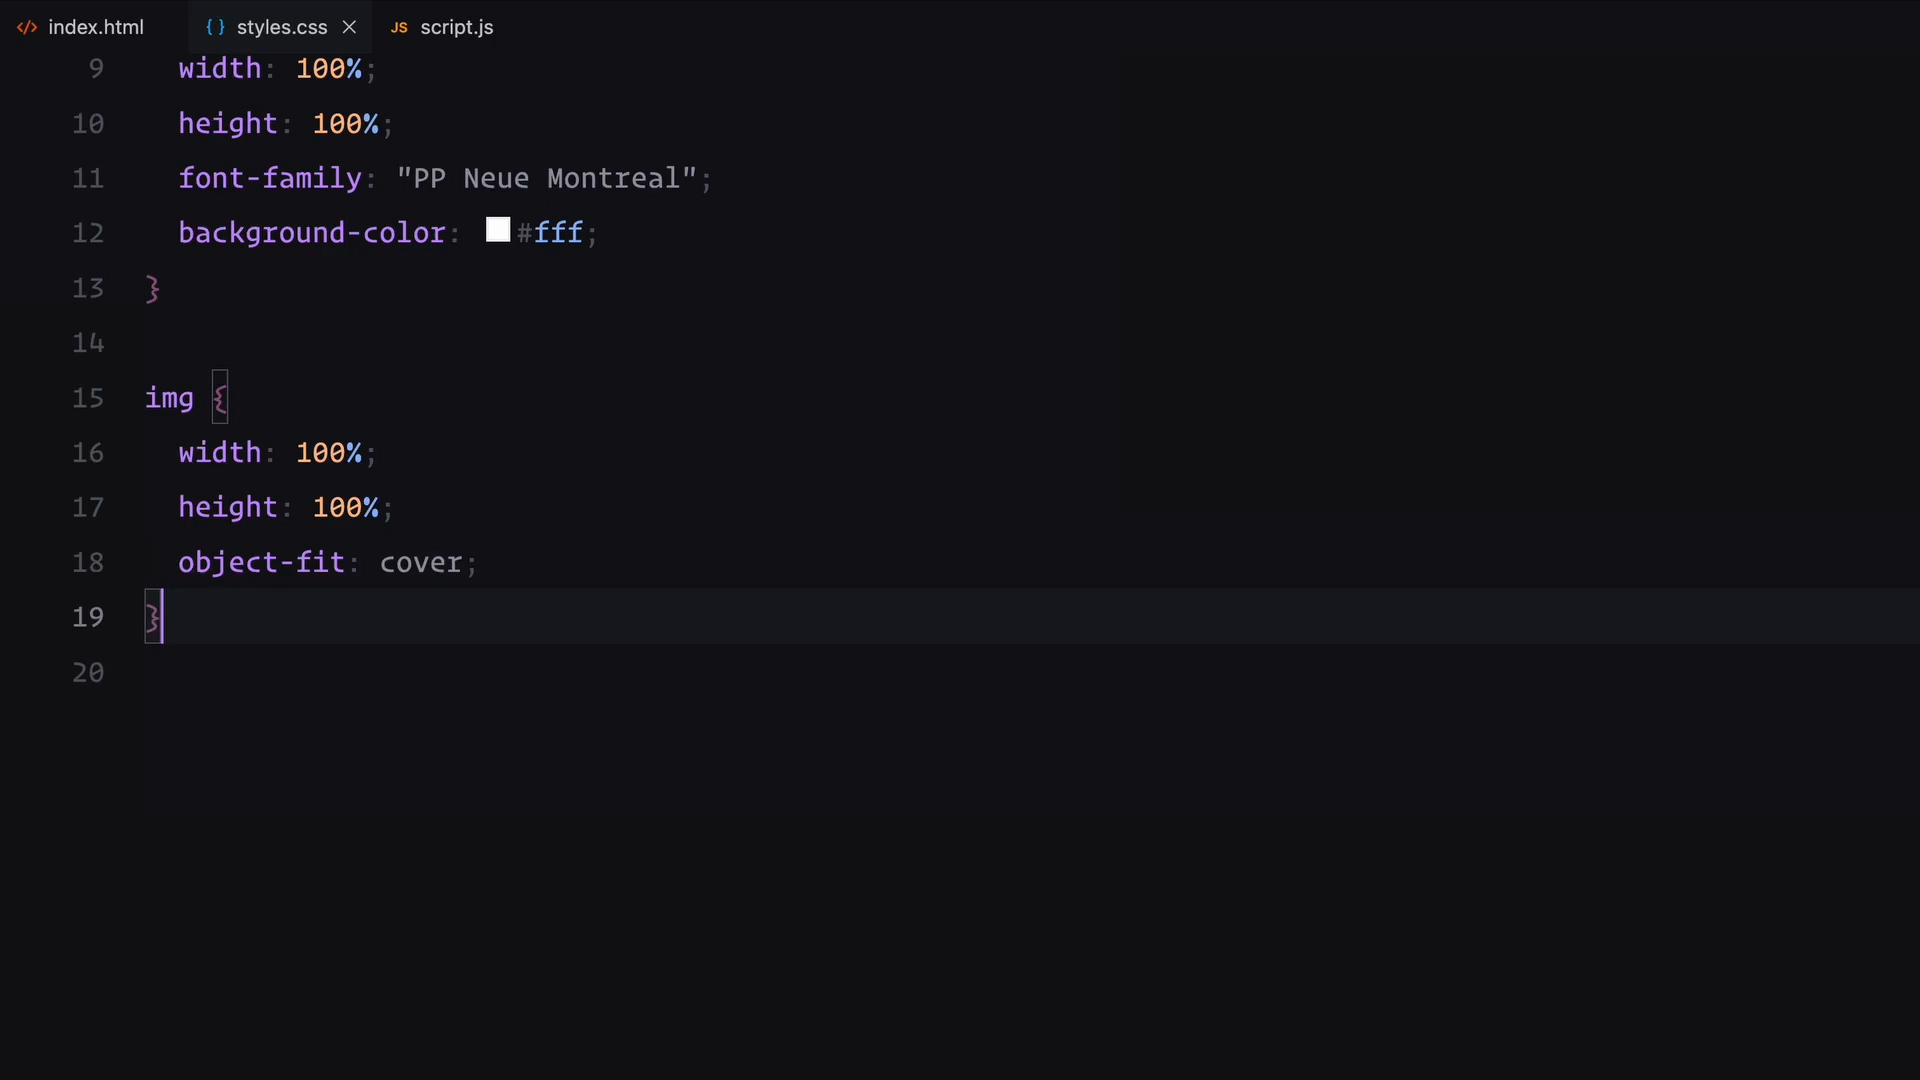 </> index.html {} styles.css × JS script.js
9 width: 100%;
10 height: 100%;
11 font-family: "PP Neue Montreal";
12 background-color: #fff;
13 }
14
15 img {
16 width: 100%;
17 height: 100%;
18 object-fit: cover;
19 }
20